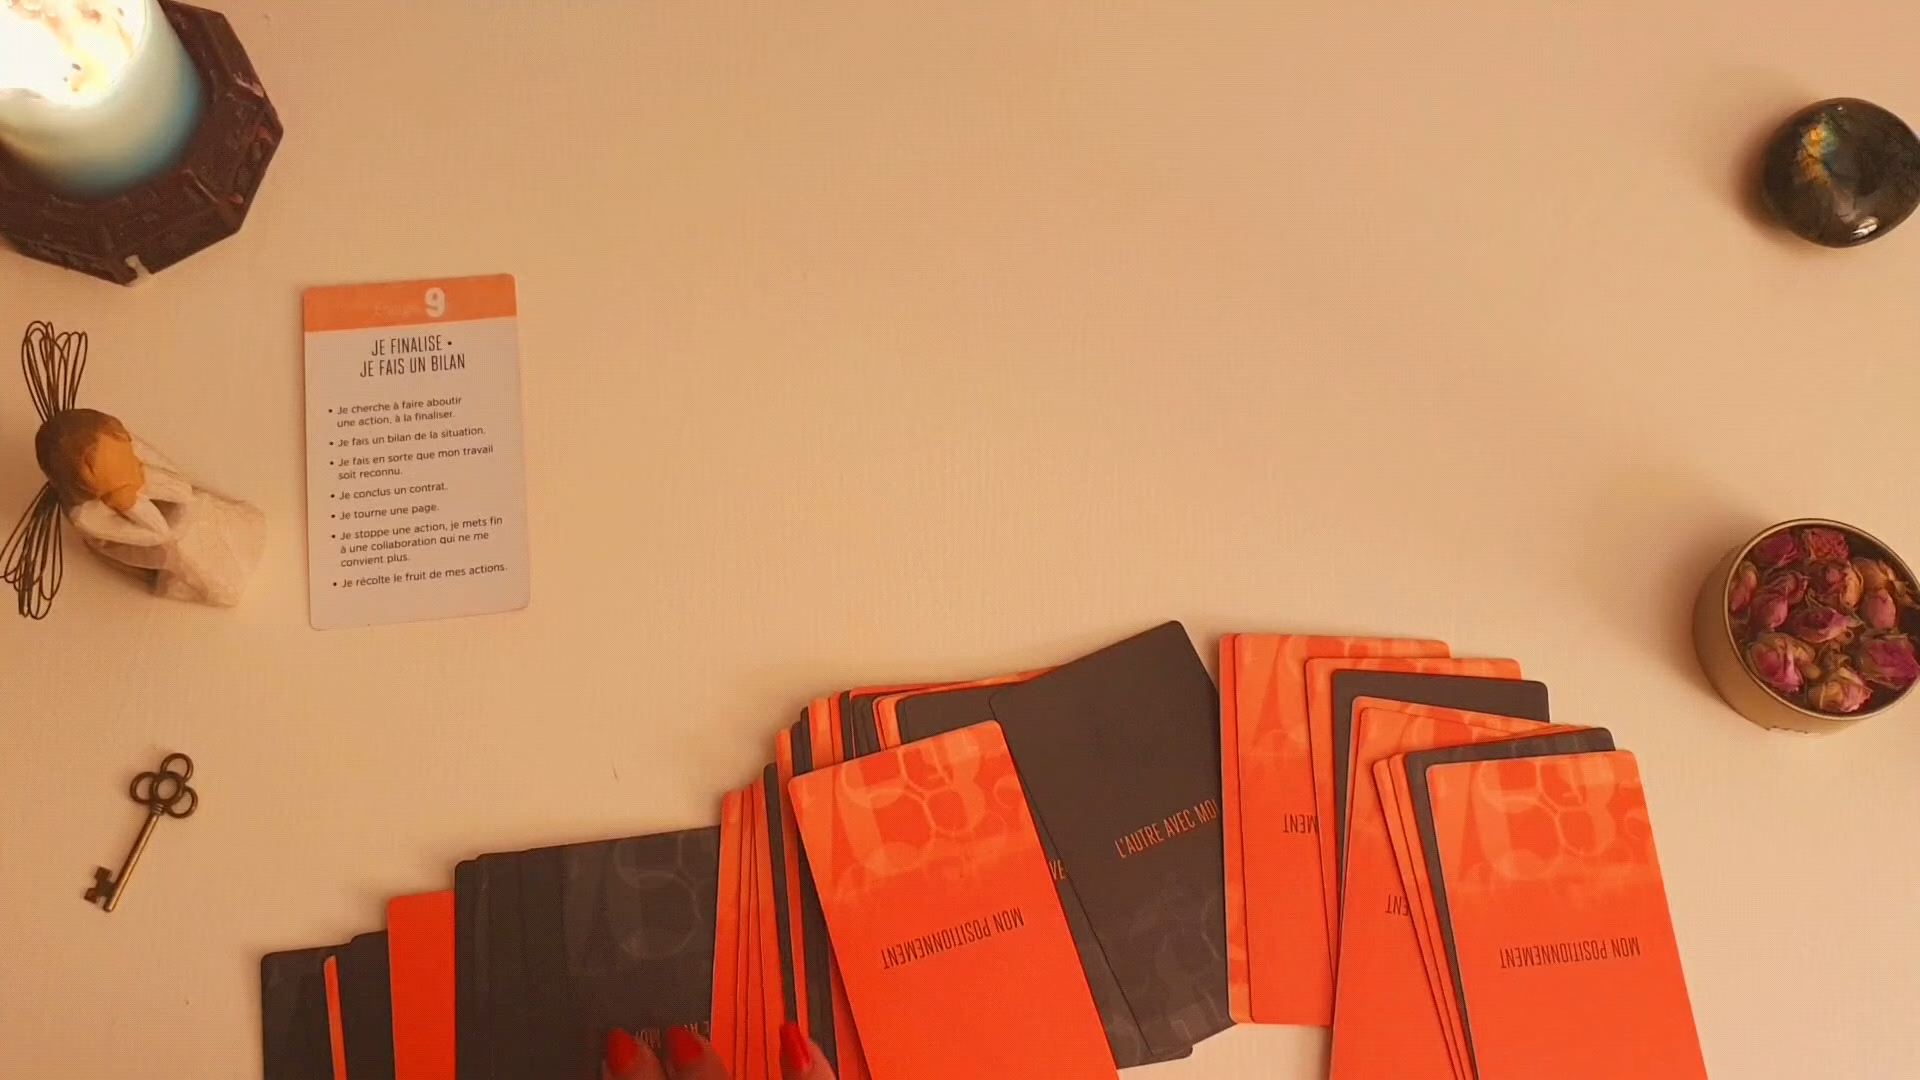 Énergie 9
JE FINALISE •
JE FAIS UN BILAN
• Je cherche à faire aboutir
une action, à la finaliser.
• Je fais un bilan de la situation.
• Je fais en sorte que mon travail
soit reconnu.
• Je conclus un contrat.
• Je tourne une page.
• Je stoppe une action, je mets fin
à une collaboration qui ne me
convient plus.
• Je récolte le fruit de mes actions.
L'AUTRE AVEC MOI
MON POSITIONNEMENT
MON POSITIONNEMENT